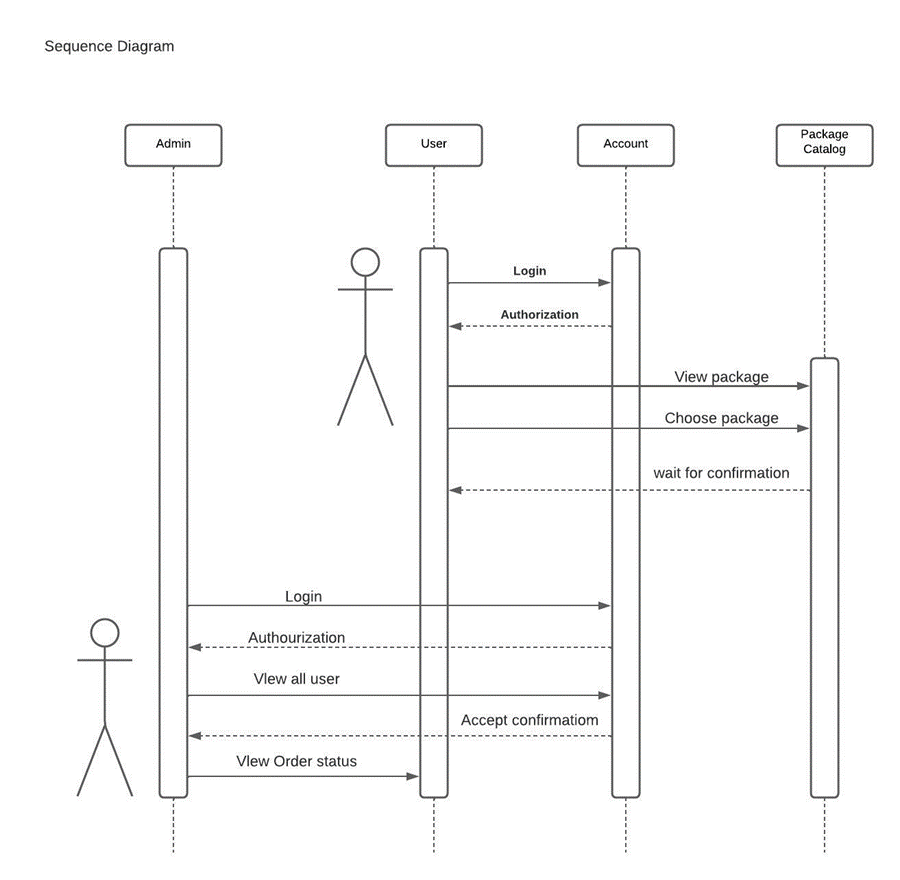 Sequence Diagram
Admin
User
Account
Package
Catalog
Login
Authorization
View package
Choose package
wait for confirmation
Login
Authourization
VIew all user
Accept confirmatiom
VIew Order status